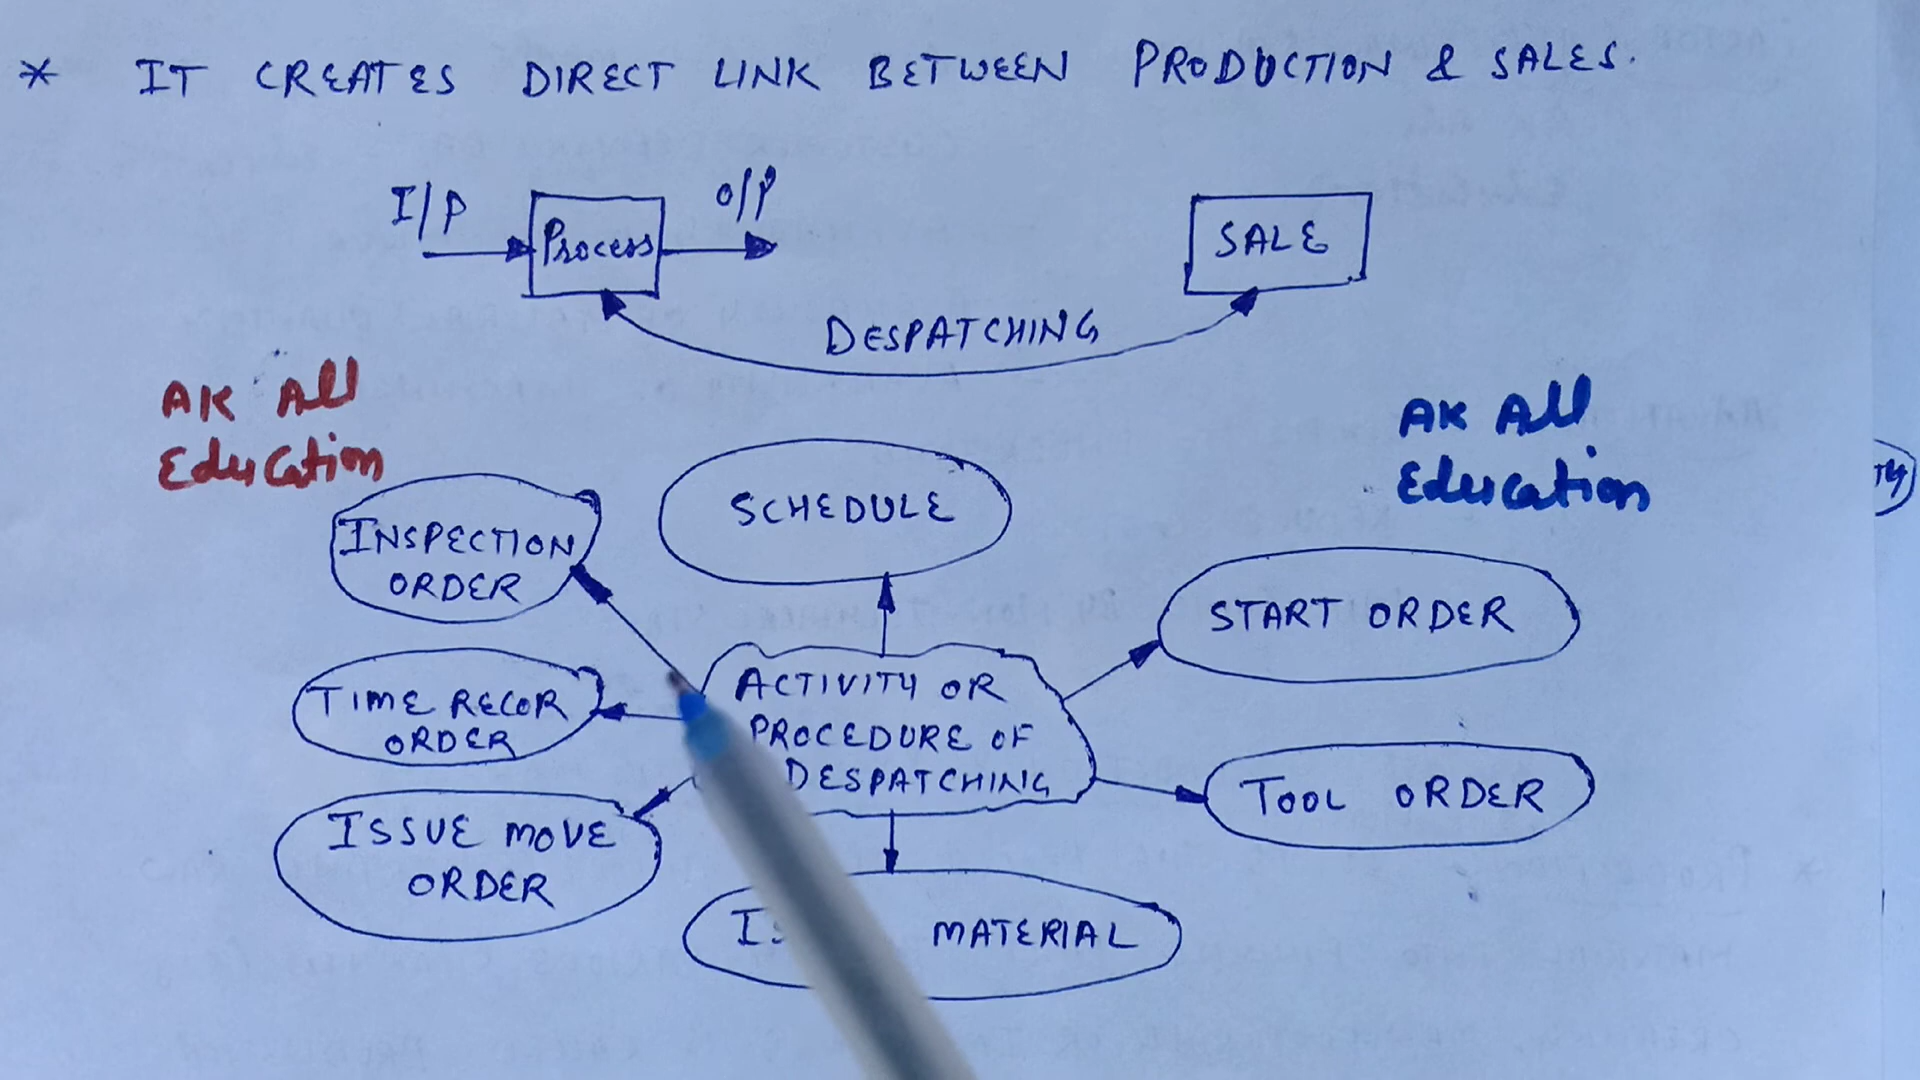 * IT CREATES DIRECT LINK BETWEEN PRODUCTION & SALES.
I/P
Process
O/P
SALE
DESPATCHING
AK All
Education
AK All
Education
INSPECTION
ORDER
SCHEDULE
START ORDER
TIME RECOR
ORDER
ACTIVITY OR
PROCEDURE OF
DESPATCHING
TOOL ORDER
ISSUE MOVE
ORDER
MATERIAL